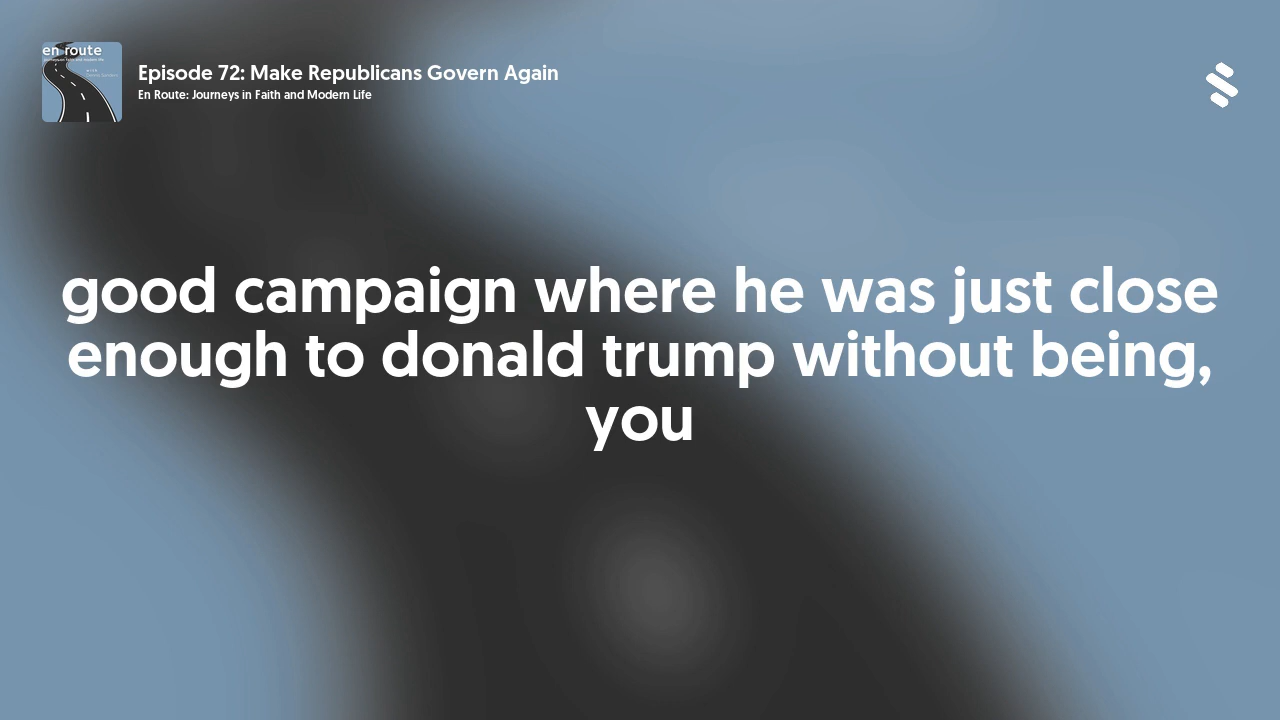 en route
Episode 72: Make Republicans Govern Again
En Route: Journeys in Faith and Modern Life
good campaign where he was just close
enough to donald trump without being,
you